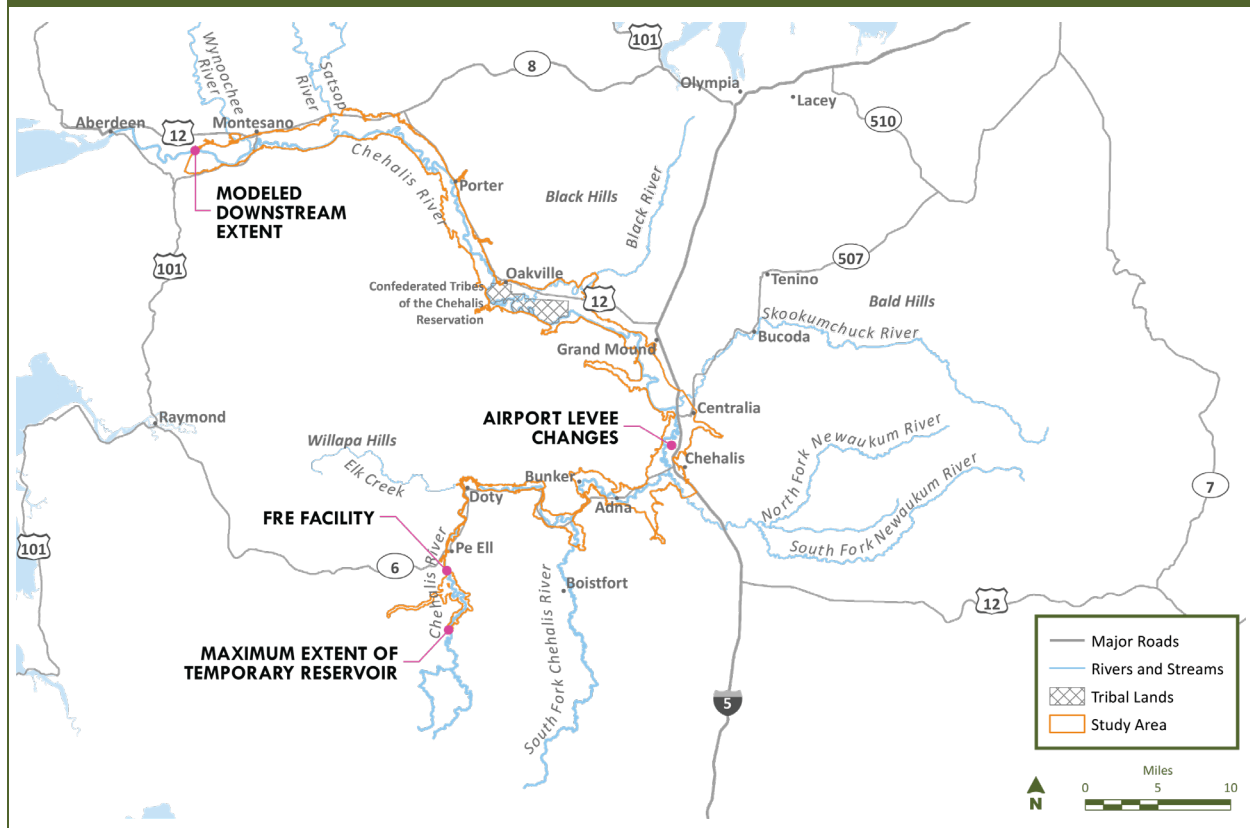 101
Wynoochee
River
Satsop
River
8
Olympia
Lacey
510
Aberdeen
12
Montesano
Chehalis River
MODELED
DOWNSTREAM
EXTENT
Porter
Black Hills
Black River
101
507
Oakville
Tenino
Confederated Tribes
of the Chehalis
Reservation
12
Bald Hills
Skookumchuck River
Bucoda
Grand Mound
Raymond
AIRPORT LEVEE
CHANGES
Centralia
Willapa Hills
Elk Creek
Bunker
Chehalis
North Fork Newaukum River
Doty
Adna
7
FRE FACILITY
South Fork Newaukum River
101
Pe Ell
6
Chehalis River
Boistfort
12
South Fork Chehalis River
MAXIMUM EXTENT OF
TEMPORARY RESERVOIR
5
Major Roads
Rivers and Streams
Tribal Lands
Study Area
Miles
0 5 10
N